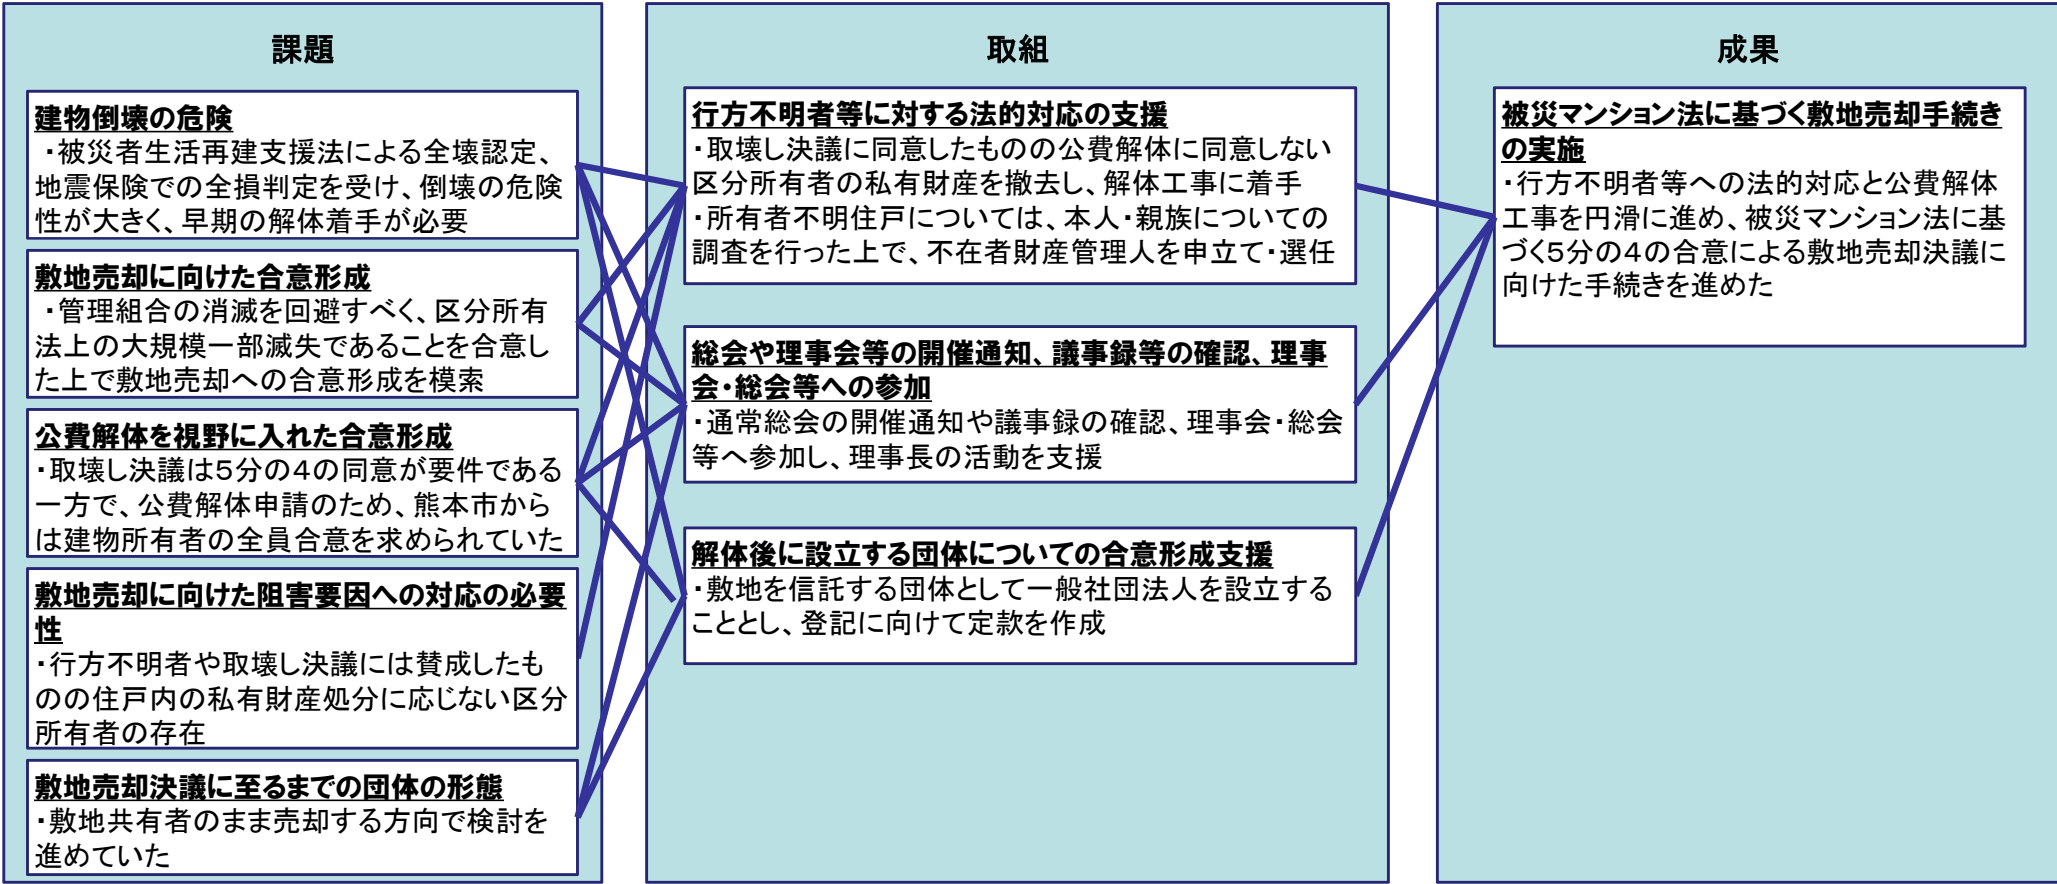 課題
建物倒壊の危険
・被災者生活再建支援法による全壊認定、
地震保険での全損判定を受け、倒壊の危険
性が大きく、早期の解体着手が必要
敷地売却に向けた合意形成
・管理組合の消滅を回避すべく、区分所有
法上の大規模一部滅失であることを合意し
た上で敷地売却への合意形成を模索
公費解体を視野に入れた合意形成
・取壊し決議は5分の4の同意が要件である
一方で、公費解体申請のため、熊本市から
は建物所有者の全員合意を求められていた
敷地売却に向けた阻害要因への対応の必要
性
・行方不明者や取壊し決議には賛成したも
のの住戸内の私有財産処分に応じない区分
所有者の存在
敷地売却決議に至るまでの団体の形態
・敷地共有者のまま売却する方向で検討を
進めていた
取組
行方不明者等に対する法的対応の支援
・取壊し決議に同意したものの公費解体に同意しない
区分所有者の私有財産を撤去し、解体工事に着手
・所有者不明住戸については、本人・親族についての
調査を行った上で、不在者財産管理人を申立て・選任
総会や理事会等の開催通知、議事録等の確認、理事
会・総会等への参加
・通常総会の開催通知や議事録の確認、理事会・総会
等へ参加し、理事長の活動を支援
解体後に設立する団体についての合意形成支援
・敷地を信託する団体として一般社団法人を設立する
こととし、登記に向けて定款を作成
成果
被災マンション法に基づく敷地売却手続き
の実施
・行方不明者等への法的対応と公費解体
工事を円滑に進め、被災マンション法に基
づく5分の4の合意による敷地売却決議に
向けた手続きを進めた